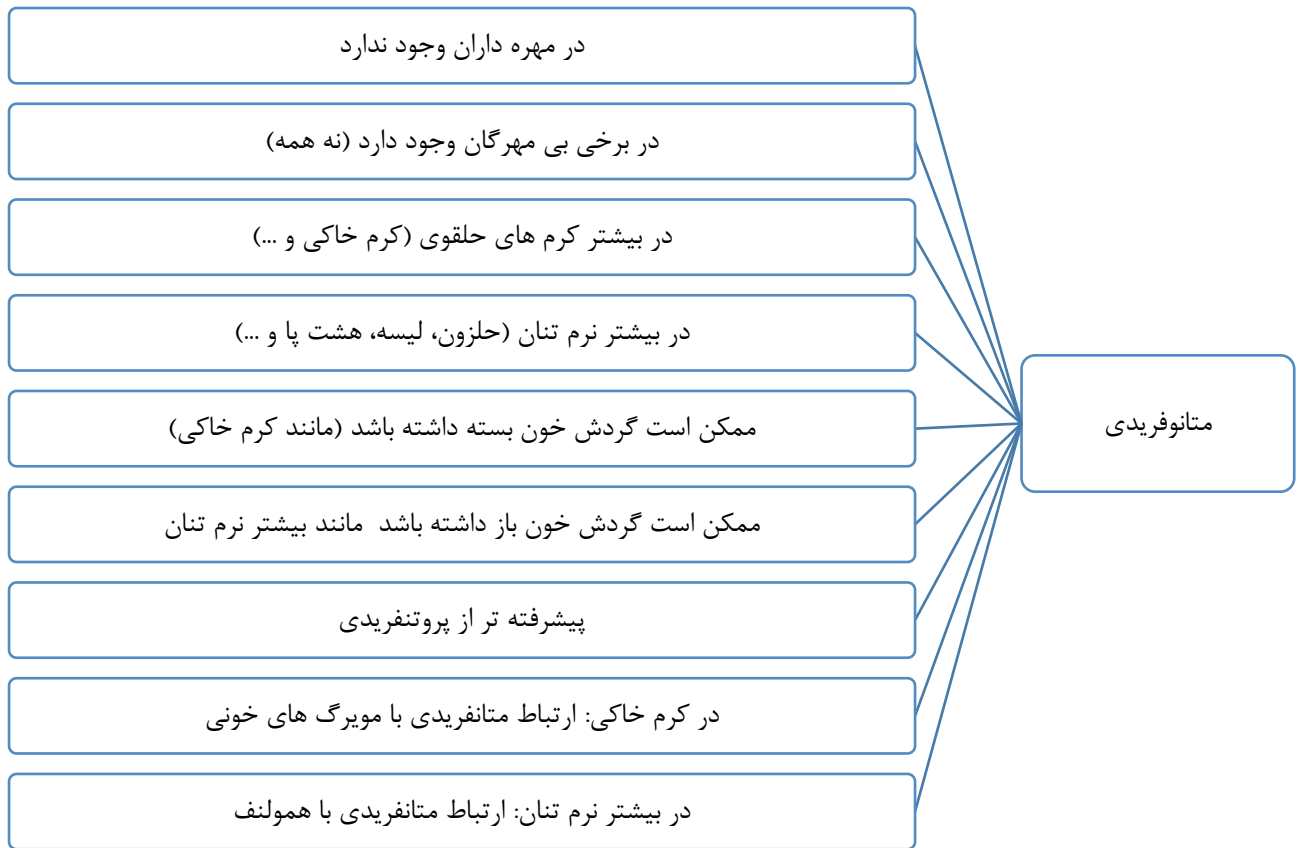 متانوفریدی
در مهره داران وجود ندارد
در برخی بی مهرگان وجود دارد (نه همه)
در بیشتر کرم های حلقوی (کرم خاکی و ...)
در بیشتر نرم تنان (حلزون، لیسه، هشت پا و ...)
ممکن است گردش خون بسته داشته باشد (مانند کرم خاکی)
ممکن است گردش خون باز داشته باشد مانند بیشتر نرم تنان
پیشرفته تر از پروتنفریدی
در کرم خاکی: ارتباط متانفریدی با مویرگ های خونی
در بیشتر نرم تنان: ارتباط متانفریدی با همولنف